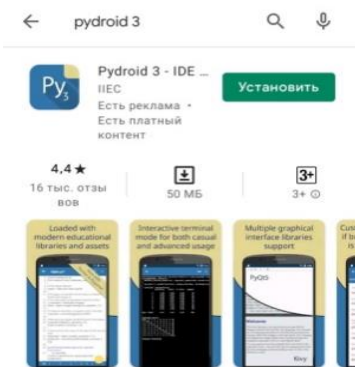 pydroid 3
Py3
Pydroid 3 - IDE ...
IIEC
Есть реклама •
Есть платный
контент
Установить
4,4★
16 тыс. отзы
вов
50 МБ
3+
3+
Loaded with
modern educational
libraries and assets
Interactive terminal
mode for both casual
and advanced usage
Multiple graphical
interface libraries
support
PyQt5
Kivy